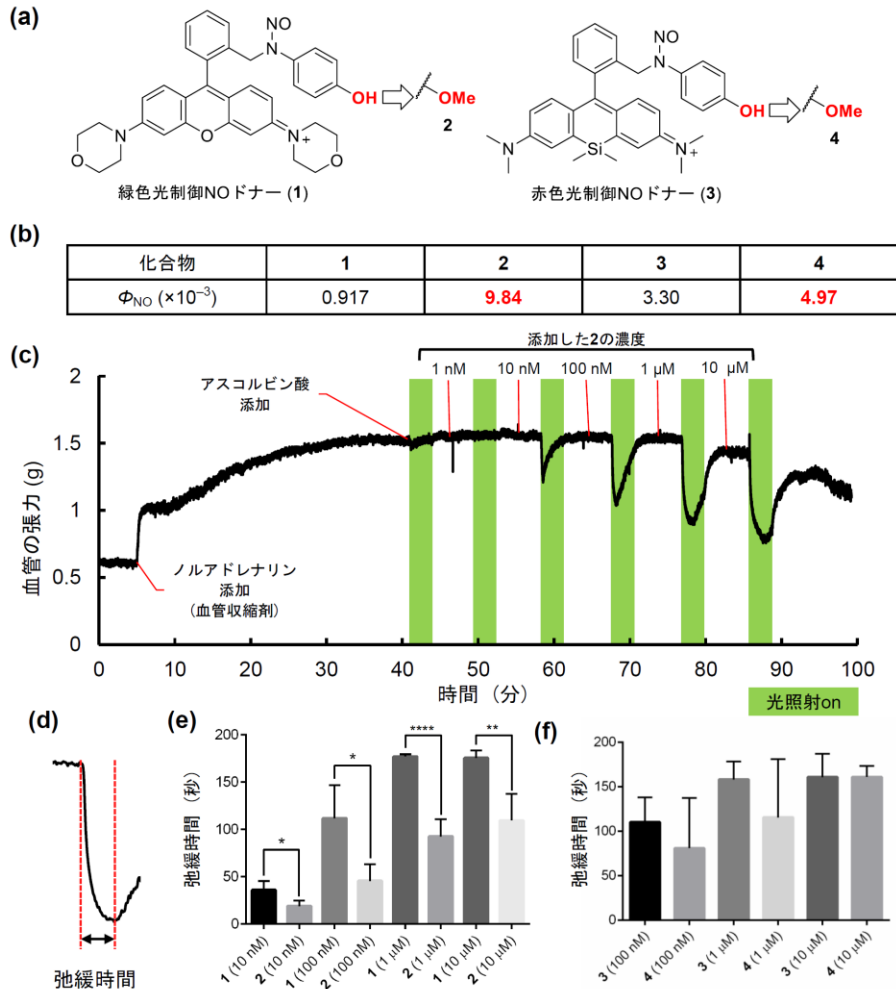 (a)
NO
N
OH
OMe
2
N
O
N+
O
O
緑色光制御NOドナー (1)
NO
N
OH
OMe
4
N
Si
N
+
赤色光制御NOドナー (3)
(b)
化合物 1 2 3 4
ΦNO (×10−3) 0.917 9.84 3.30 4.97
(c)
添加した2の濃度
1 nM 10 nM 100 nM 1 µM 10 µM
アスコルビン酸
添加
ノルアドレナリン
添加
(血管収縮剤)
血管の張力 (g)
2
1.5
1
0.5
0
0 10 20 30 40 50 60 70 80 90 100
時間(分)
光照射on
(d)
弛緩時間
(e)
弛緩時間(秒)
200
150
100
50
0
* * **** **
1 (10 nM)
2 (10 nM)
1 (100 nM)
2 (100 nM)
1 (1 µM)
2 (1 µM)
1 (10 µM)
2 (10 µM)
(f)
弛緩時間(秒)
200
150
100
50
0
3 (100 nM)
4 (100 nM)
3 (1 µM)
4 (1 µM)
3 (10 µM)
4 (10 µM)